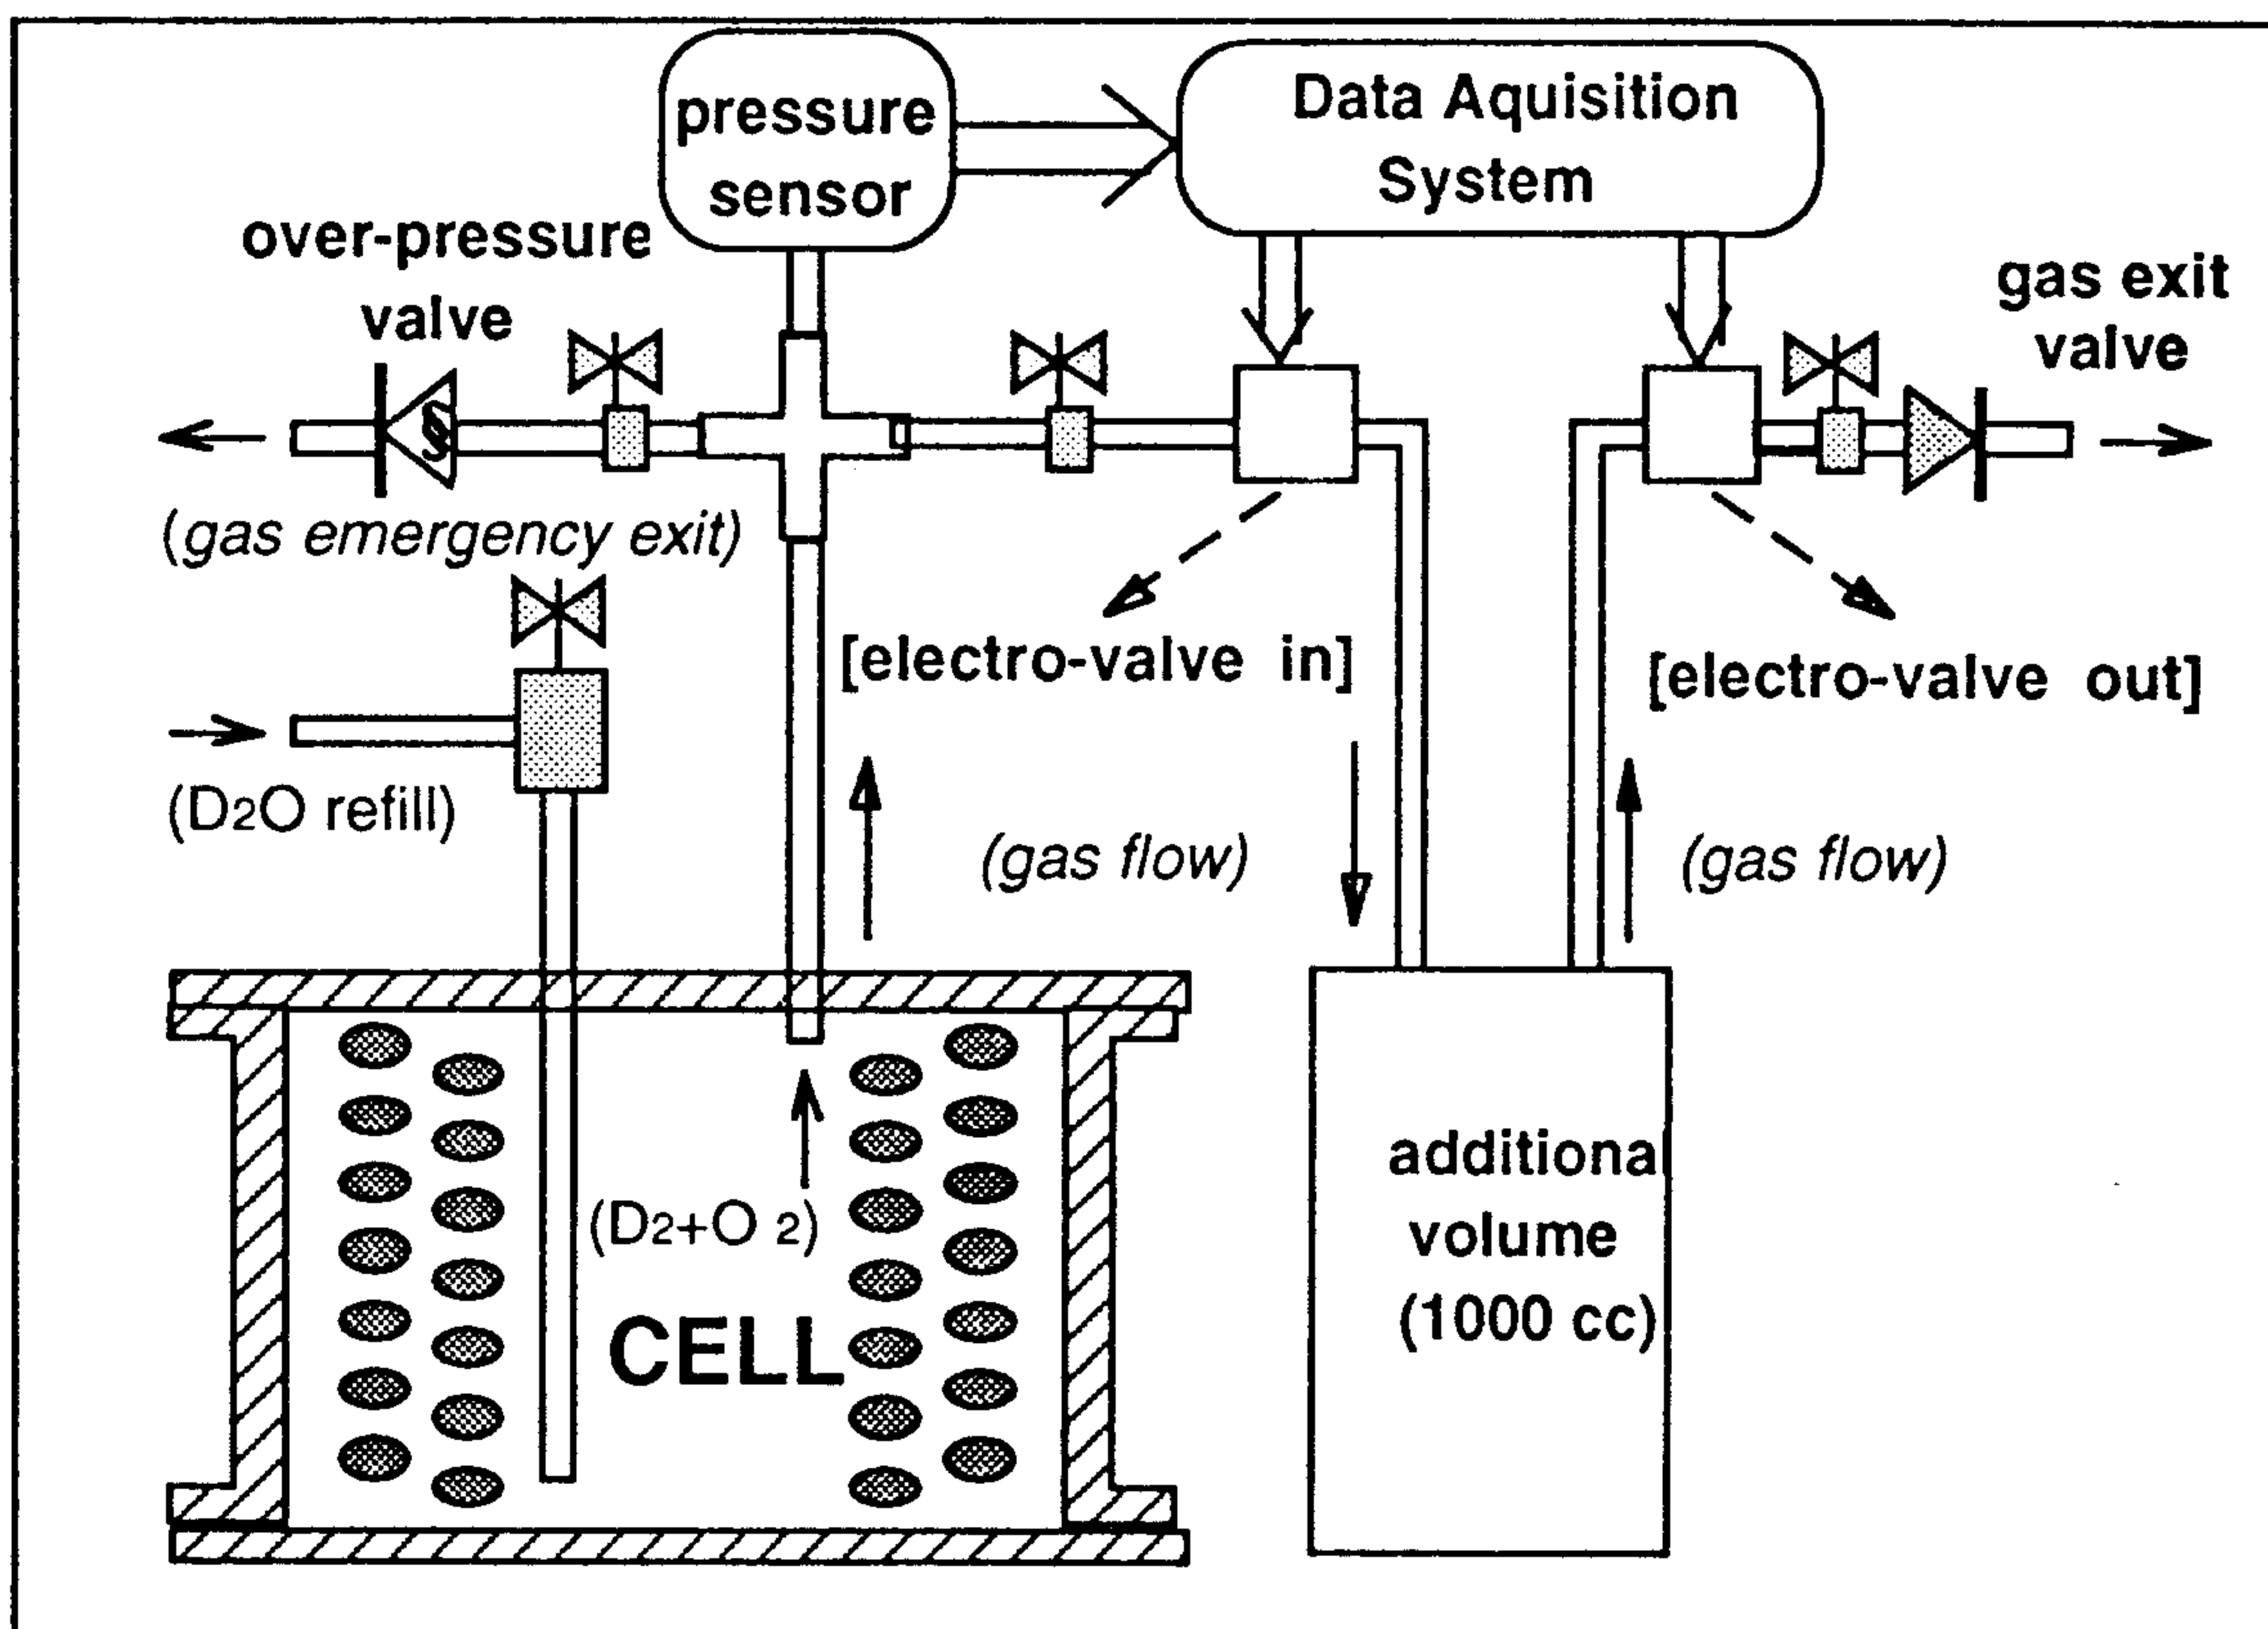 pressure
sensor
Data Aquisition
System
over-pressure
valve
gas exit
valve
(gas emergency exit)
[electro-valve in]
[electro-valve out]
(D2O refill)
(gas flow)
(gas flow)
(D2+O 2)
CELL
additional
volume
(1000 cc)